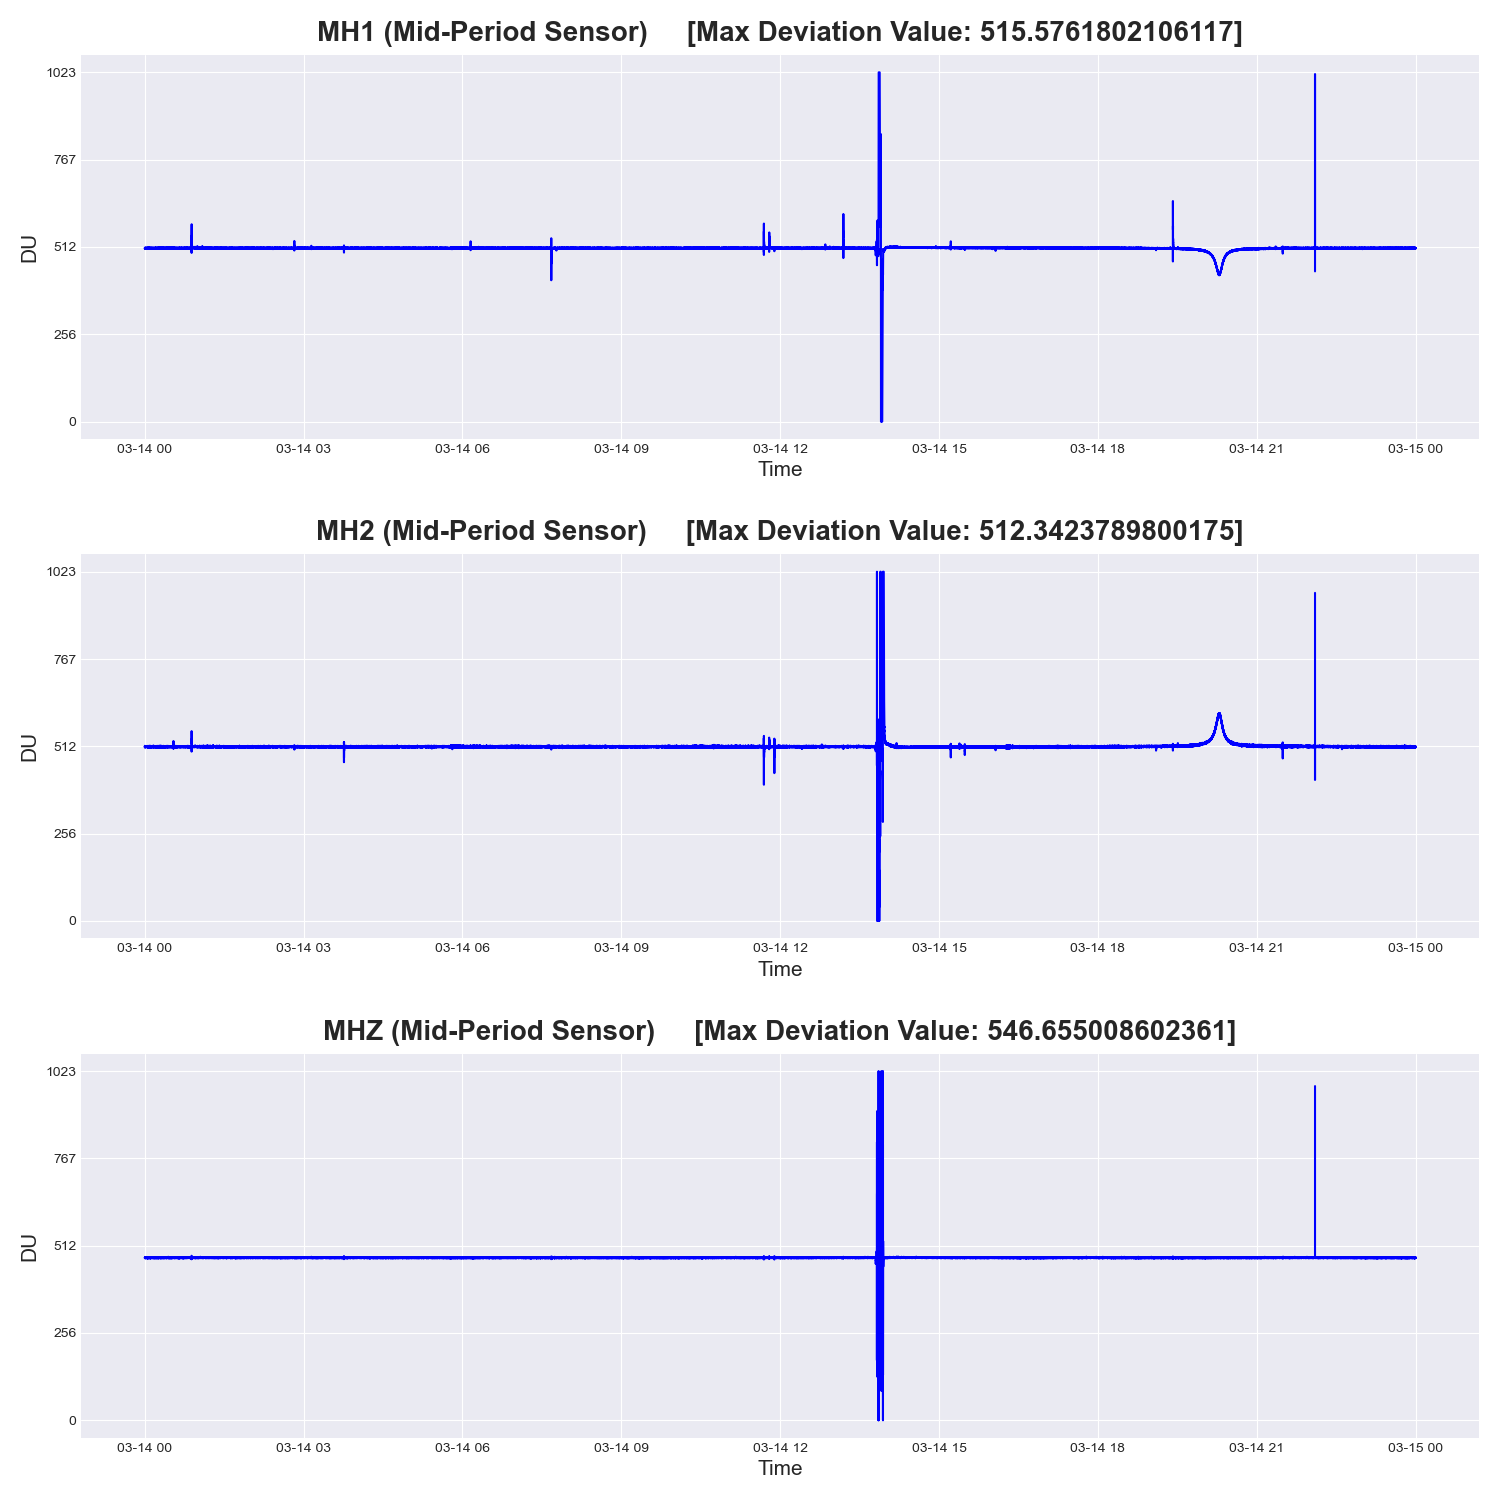 MH1 (Mid-Period Sensor) [Max Deviation Value: 515.5761802106117]
1023
767
512
256
0
DU
03-14 00 03-14 03 03-14 06 03-14 09 03-14 12 03-14 15 03-14 18 03-14 21 03-15 00
Time
MH2 (Mid-Period Sensor) [Max Deviation Value: 512.3423789800175]
1023
767
512
256
0
DU
03-14 00 03-14 03 03-14 06 03-14 09 03-14 12 03-14 15 03-14 18 03-14 21 03-15 00
Time
MHZ (Mid-Period Sensor) [Max Deviation Value: 546.655008602361]
1023
767
512
256
0
DU
03-14 00 03-14 03 03-14 06 03-14 09 03-14 12 03-14 15 03-14 18 03-14 21 03-15 00
Time